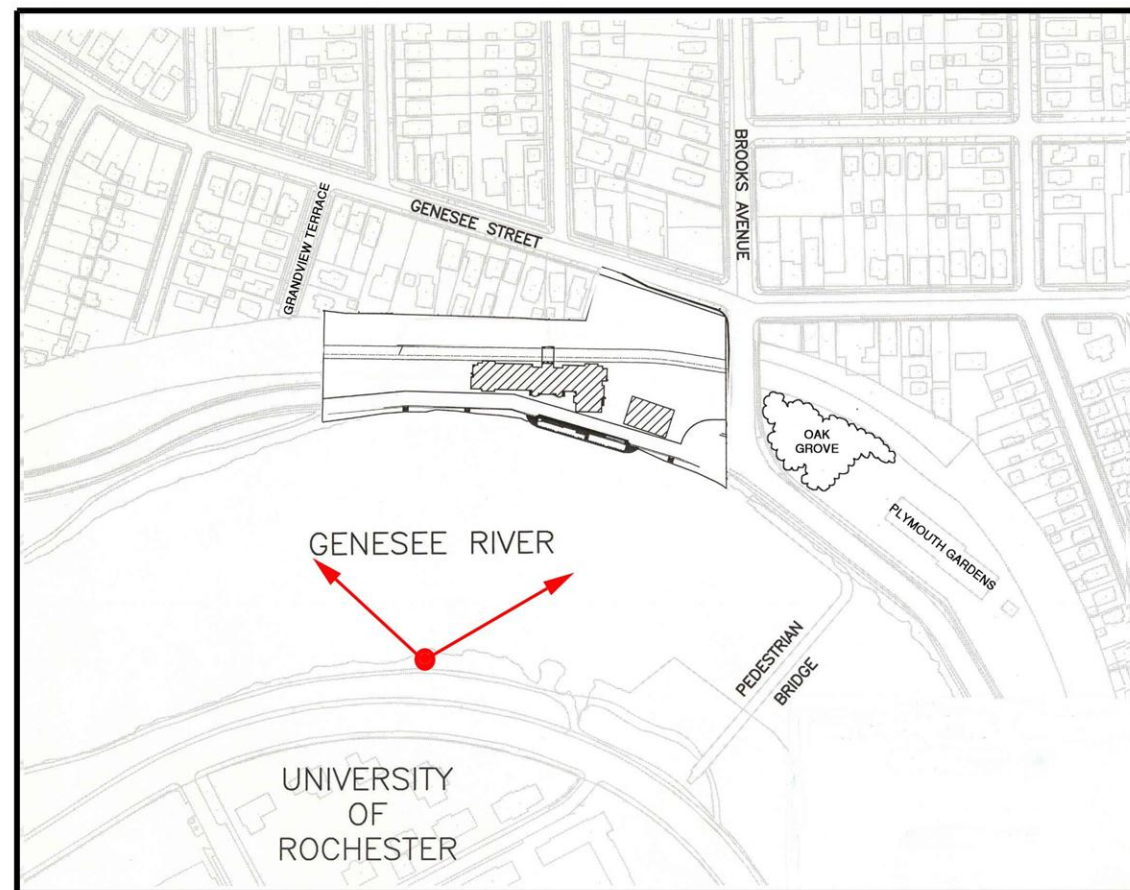 BROOKS AVENUE
GENESEE STREET
GRANDVIEW TERRACE
OAK
GROVE
PLYMOUTH GARDENS
GENESEE RIVER
PEDESTRIAN
BRIDGE
UNIVERSITY
OF
ROCHESTER